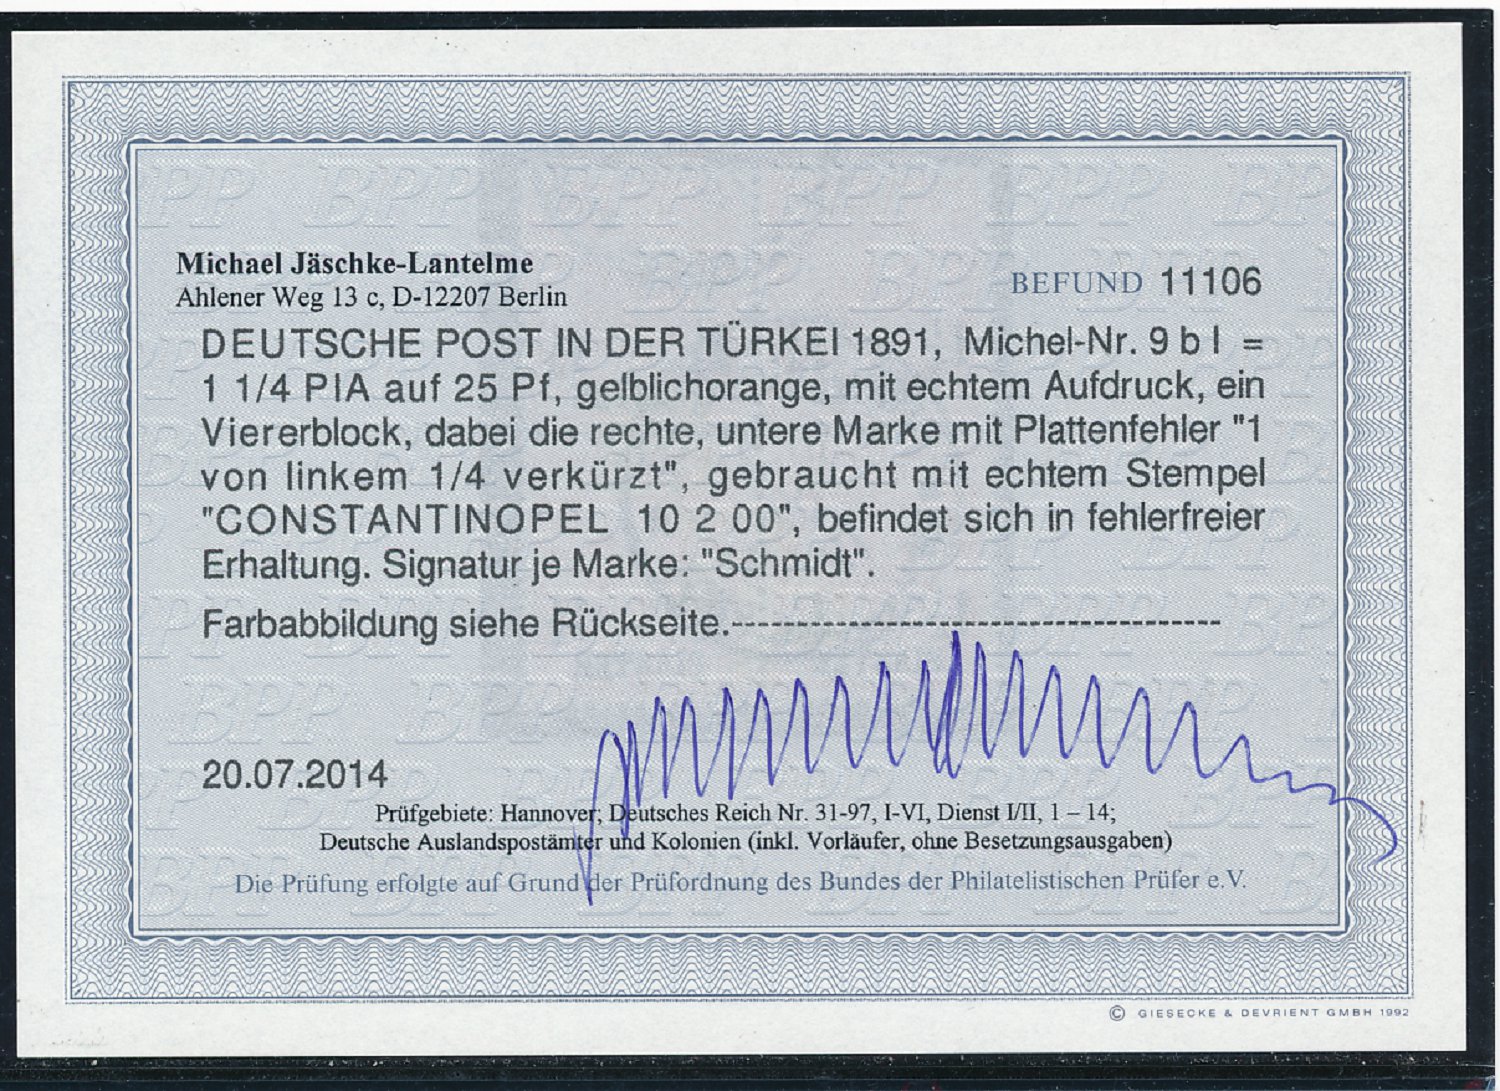 Michael Jäschke-Lantelme
Ahlener Weg 13 c, D-12207 Berlin
BEFUND 11106
DEUTSCHE POST IN DER TÜRKEI 1891, Michel-Nr. 9 b I =
1 1/4 PIA auf 25 Pf, gelblichorange, mit echtem Aufdruck, ein
Viererblock, dabei die rechte, untere Marke mit Plattenfehler "1
von linkem 1/4 verkürzt", gebraucht mit echtem Stempel
"CONSTANTINOPEL 10 2 00", befindet sich in fehlerfreier
Erhaltung. Signatur je Marke: "Schmidt".
Farbabbildung siehe Rückseite.------------------------------------
20.07.2014
Prüfgebiete: Hannover; Deutsches Reich Nr. 31-97, I-VI, Dienst I/II, 1 – 14;
Deutsche Auslandspostämter und Kolonien (inkl. Vorläufer, ohne Besetzungsausgaben)
Die Prüfung erfolgte auf Grund der Prüfordnung des Bundes der Philatelistischen Prüfer e.V.
© GIESECKE & DEVRIENT GMBH 1992